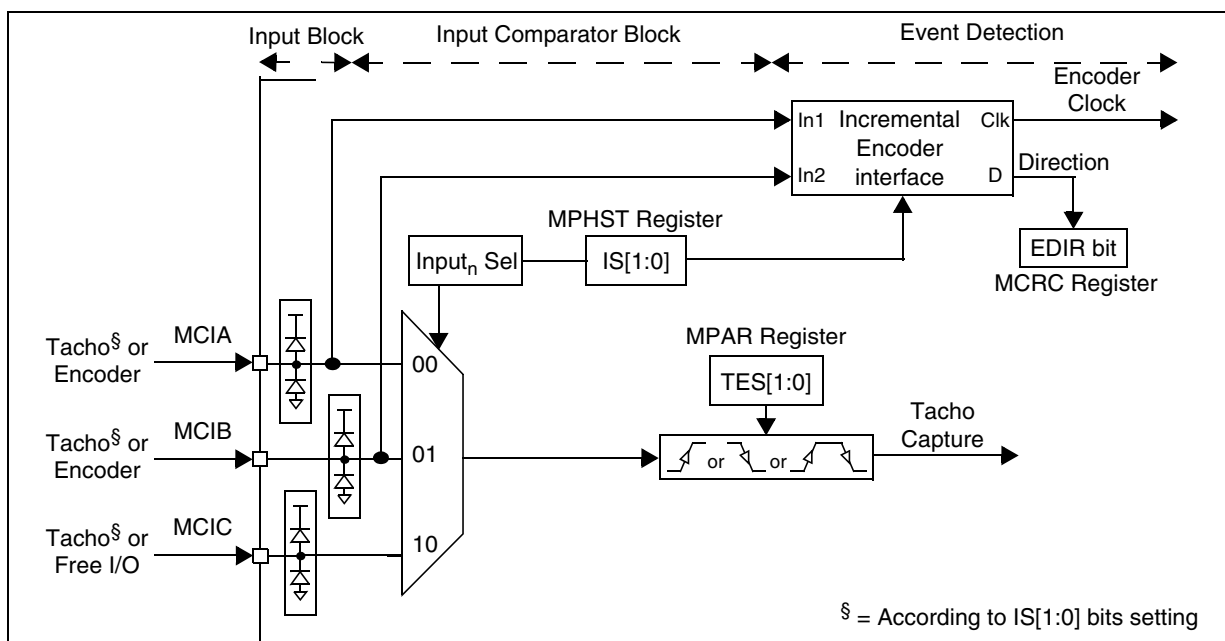 Input Block
Input Comparator Block
Event Detection
Encoder
Clock
In1
Incremental
Encoder
interface
Clk
In2
D
Direction
MPHST Register
Inputn Sel
IS[1:0]
EDIR bit
MCRC Register
Tacho§ or
Encoder
MCIA
00
MPAR Register
TES[1:0]
Tacho
Capture
Tacho§ or
Encoder
MCIB
01
or
or
Tacho§ or
Free I/O
MCIC
10
§ = According to IS[1:0] bits setting